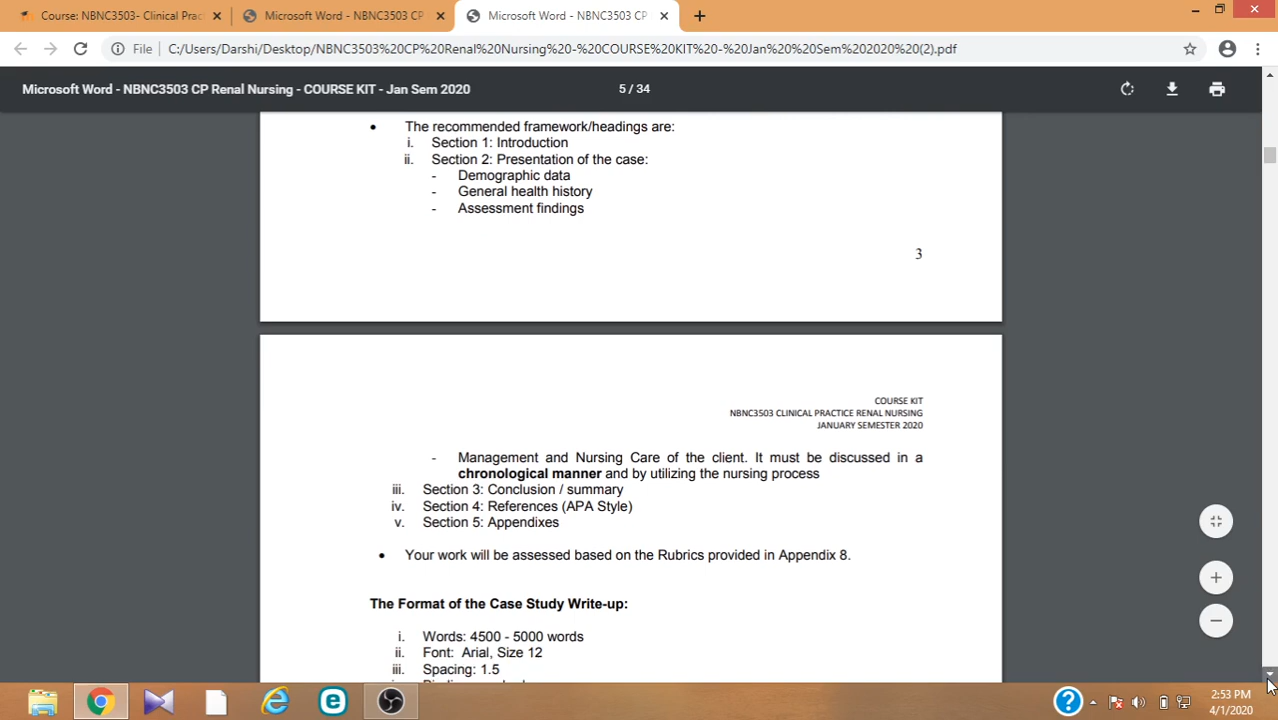 Course: NBNC3503- Clinical Prac
Microsoft Word - NBNC3503 CP
Microsoft Word - NBNC3503 CP
File
C:/Users/Darshi/Desktop/NBNC3503%20CP%20Renal%20Nursing%20-%20COURSE%20KIT%20-%20Jan%20%20Sem%202020%20(2).pdf
Microsoft Word - NBNC3503 CP Renal Nursing - COURSE KIT - Jan Sem 2020
5 / 34
• The recommended framework/headings are:
i. Section 1: Introduction
ii. Section 2: Presentation of the case:
- Demographic data
- General health history
- Assessment findings
3
COURSE KIT
NBNC3503 CLINICAL PRACTICE RENAL NURSING
JANUARY SEMESTER 2020
- Management and Nursing Care of the client. It must be discussed in a
chronological manner and by utilizing the nursing process
iii. Section 3: Conclusion / summary
iv. Section 4: References (APA Style)
v. Section 5: Appendixes
• Your work will be assessed based on the Rubrics provided in Appendix 8.
The Format of the Case Study Write-up:
i. Words: 4500 - 5000 words
ii. Font: Arial, Size 12
iii. Spacing: 1.5
2:53 PM
4/1/2020